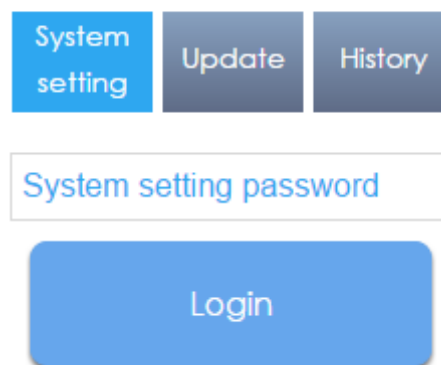 System
setting
Update
History
System setting password
Login